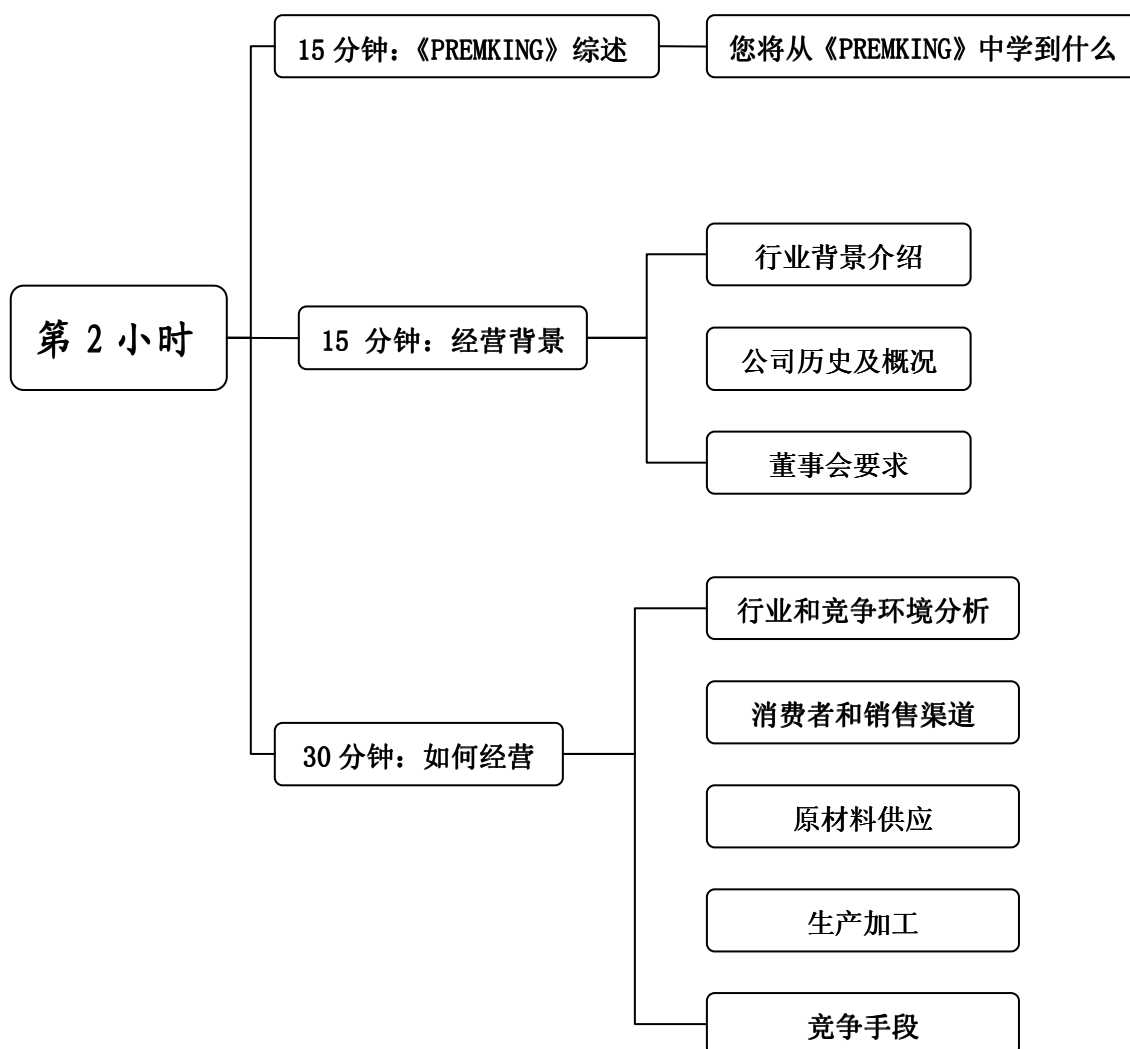 第 2 小时
15 分钟：《PREMKING》综述
您将从《PREMKING》中学到什么
15 分钟：经营背景
行业背景介绍
公司历史及概况
董事会要求
30 分钟：如何经营
行业和竞争环境分析
消费者和销售渠道
原材料供应
生产加工
竞争手段